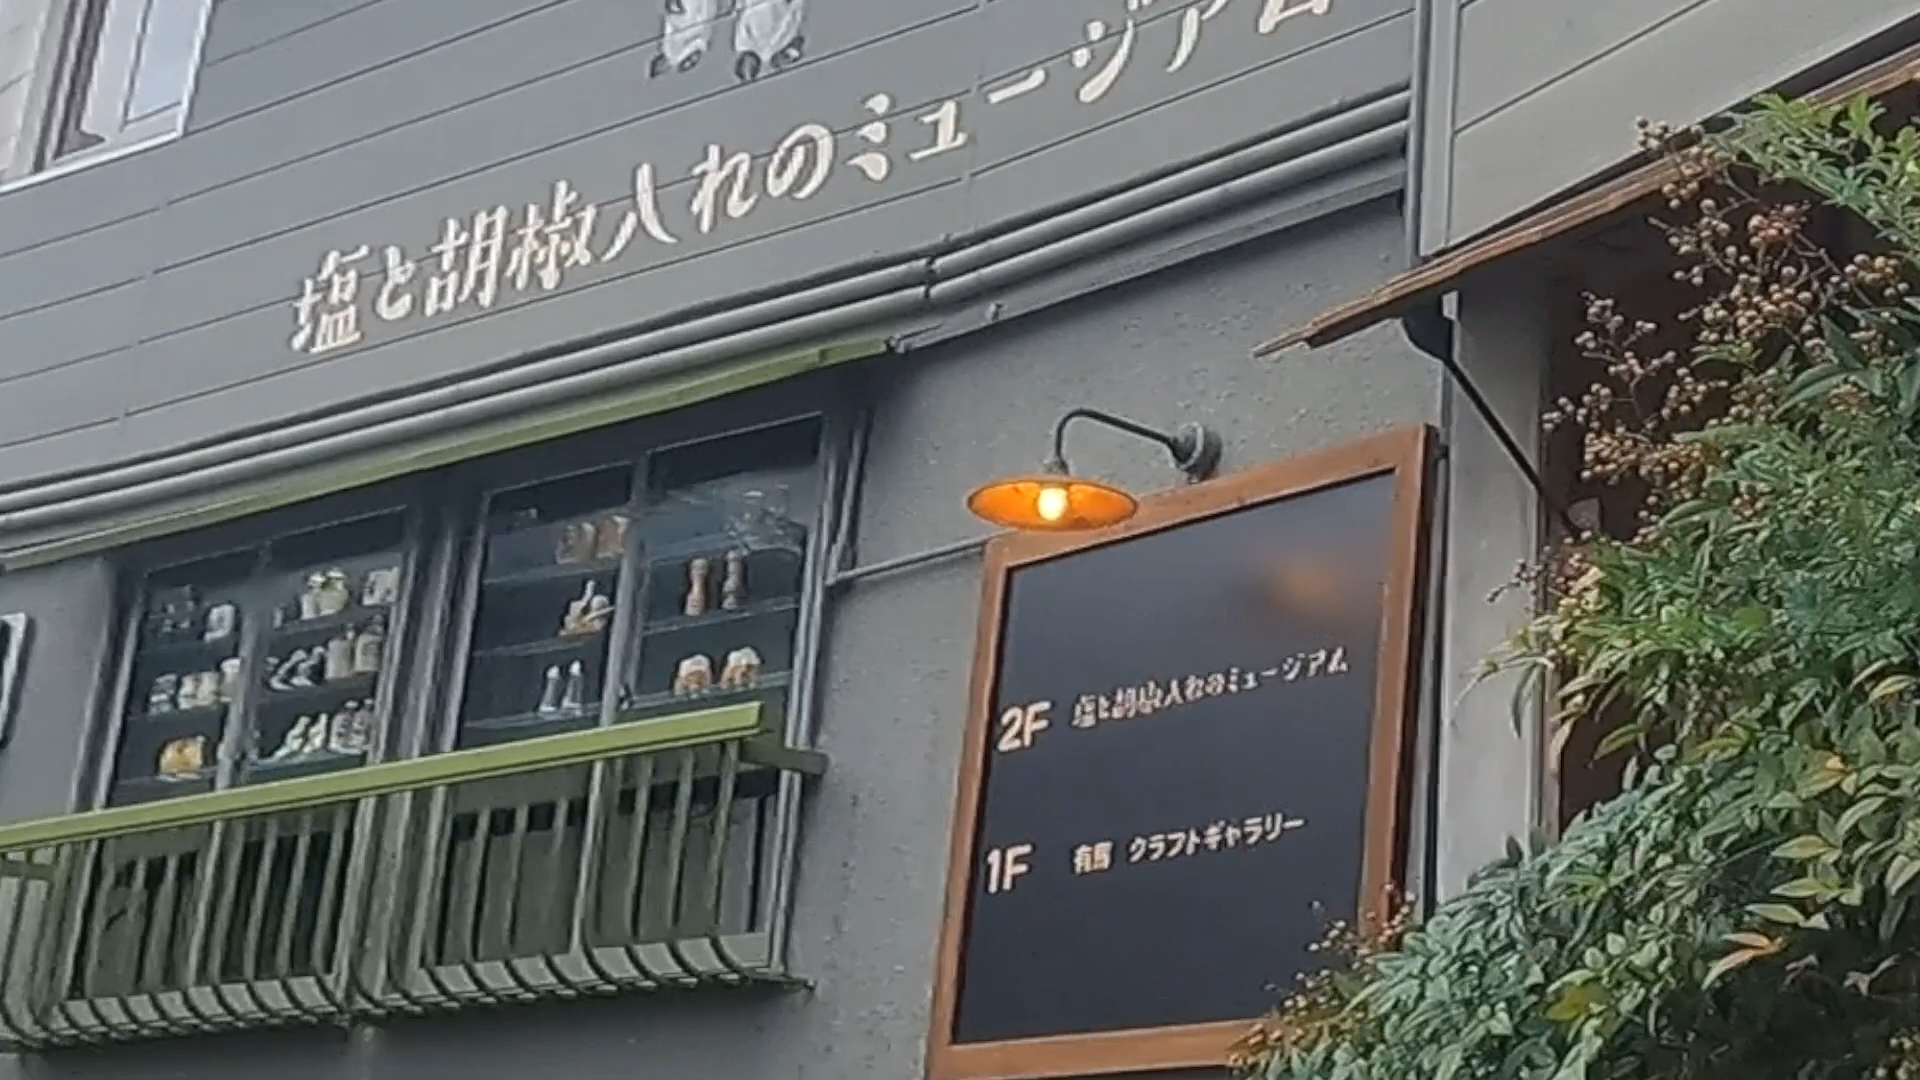 塩と胡椒入れのミュージアム
2F 塩と胡椒入れのミュージアム
1F 有馬 クラフトギャラリー